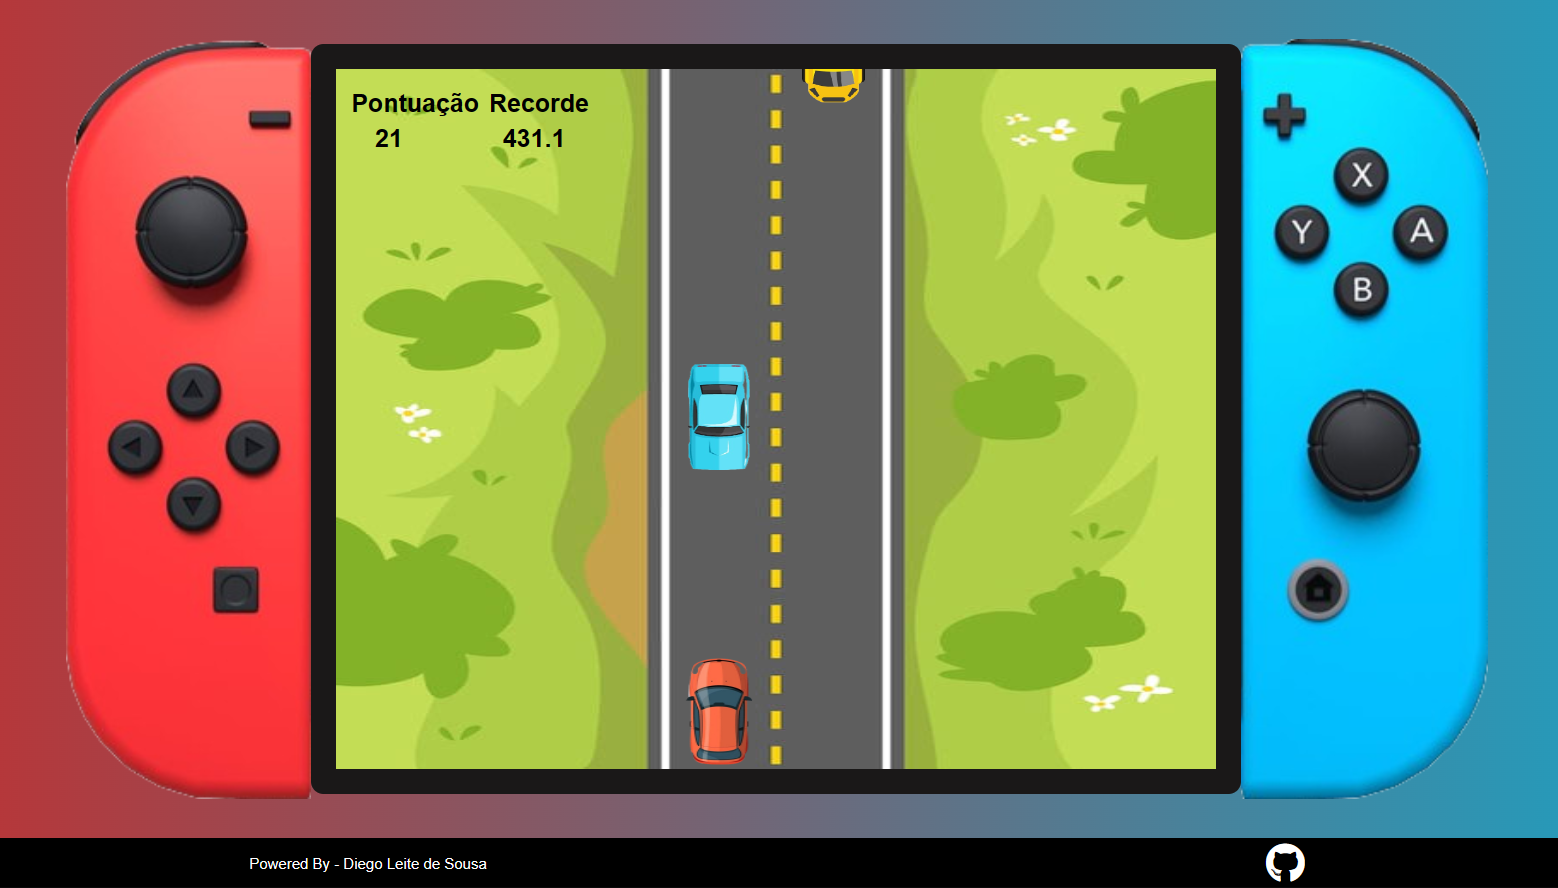 Pontuação Recorde
21 431.1
X
Y A
B
Powered By - Diego Leite de Sousa